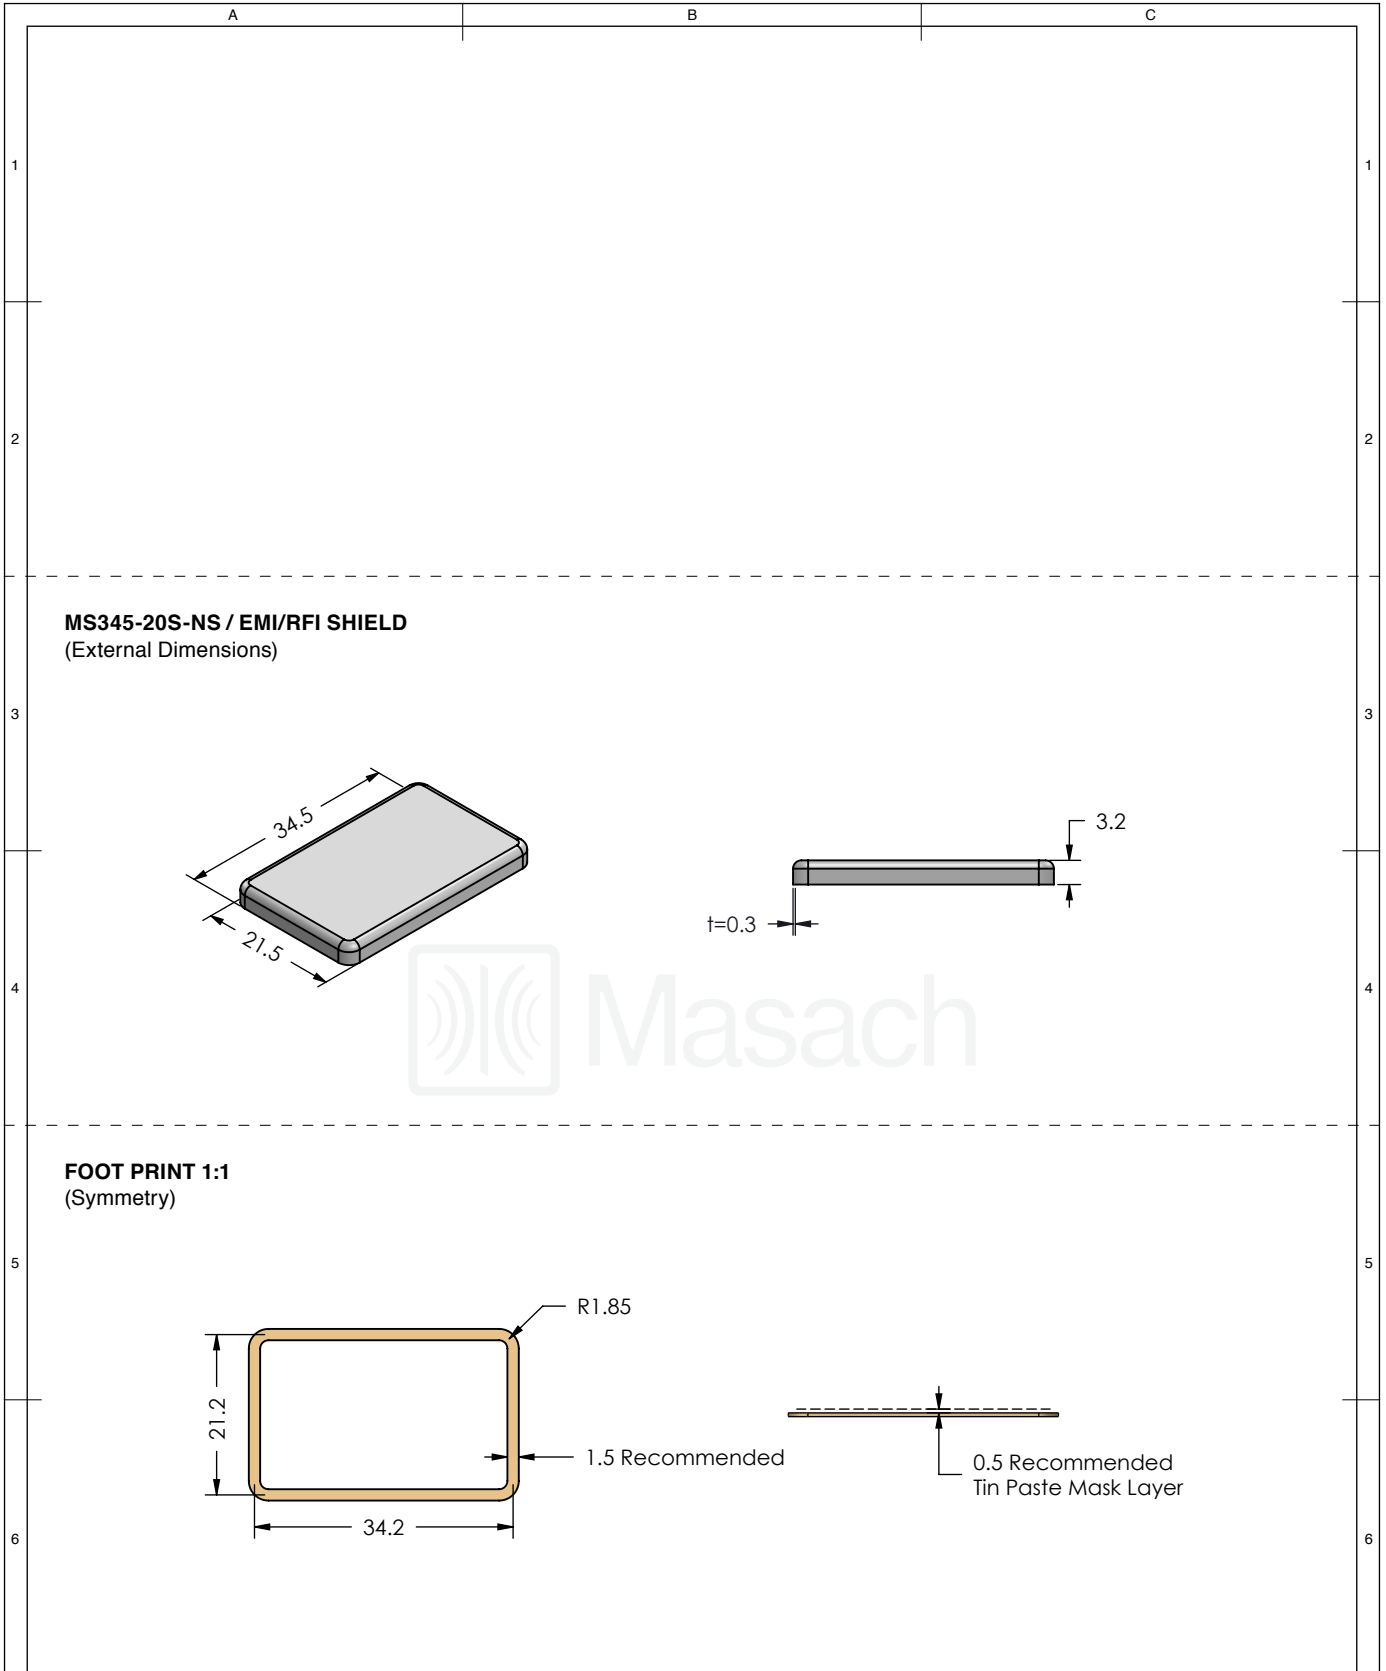 A B C
1 1
2 2
MS345-20S-NS / EMI/RFI SHIELD
(External Dimensions)
3 3
34.5
21.5
3.2
t=0.3
Masach
4 4
FOOT PRINT 1:1
(Symmetry)
5 5
R1.85
21.2
1.5 Recommended
34.2
0.5 Recommended
Tin Paste Mask Layer
6 6